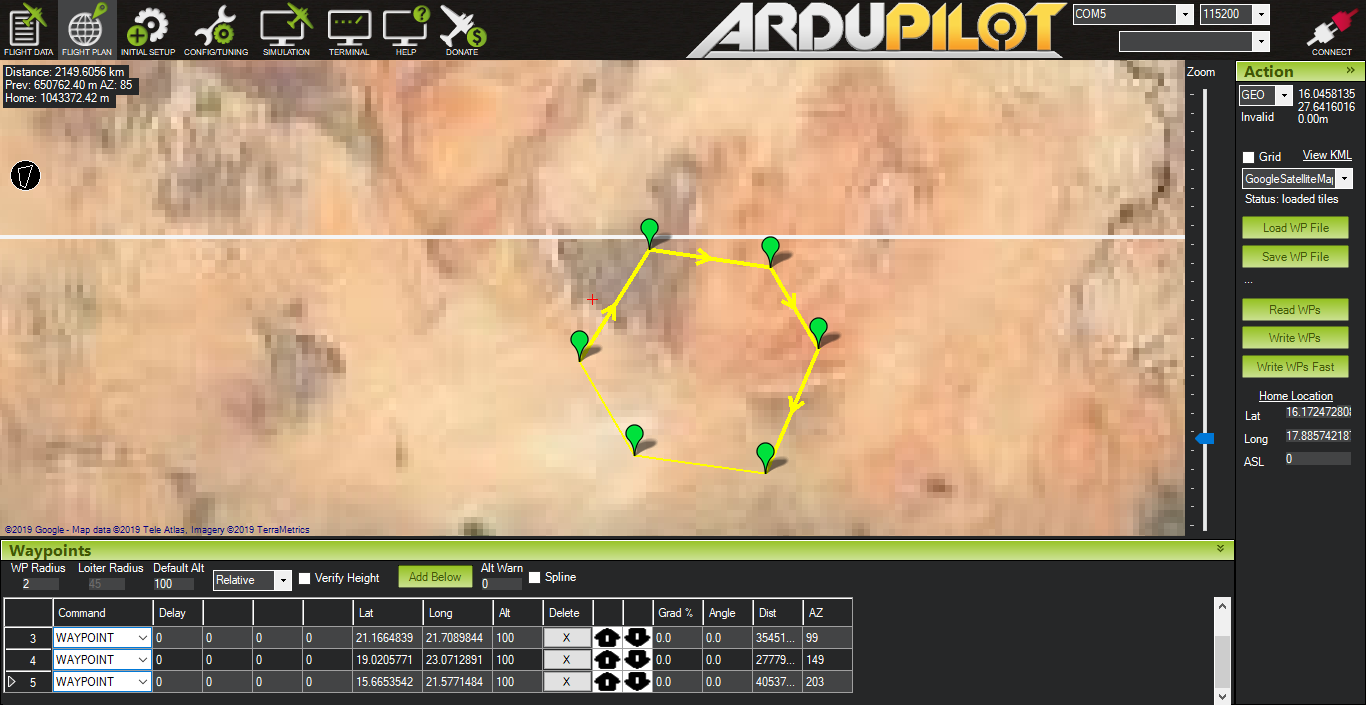 FLIGHT DATA FLIGHT PLAN INITIAL SETUP CONFIG/TUNING SIMULATION TERMINAL HELP DONATE
ARDUPILOT
COM5 115200
CONNECT
Distance: 2149.6056 km
Prev: 650762.40 m AZ: 85
Home: 1043372.42 m
Zoom
Action
GEO 16.0458135
27.6416016
Invalid 0.00m
Grid View KML
GoogleSatelliteMap
Status: loaded tiles
Load WP File
Save WP File
...
Read WPs
Write WPs
Write WPs Fast
Home Location
Lat 16.172472808
Long 17.88574218
ASL 0
©2019 Google - Map data ©2019 Tele Atlas, Imagery ©2019 TerraMetrics
Waypoints
WP Radius Loiter Radius Default Alt Alt Warn
2 45 100 Relative Verify Height Add Below 0 Spline
Command Delay Lat Long Alt Delete Grad % Angle Dist AZ
3 WAYPOINT 0 0 0 0 21.1664839 21.7089844 100 X 0.0 0.0 35451... 99
4 WAYPOINT 0 0 0 0 19.0205771 23.0712891 100 X 0.0 0.0 27779... 149
5 WAYPOINT 0 0 0 0 15.6653542 21.5771484 100 X 0.0 0.0 40537... 203